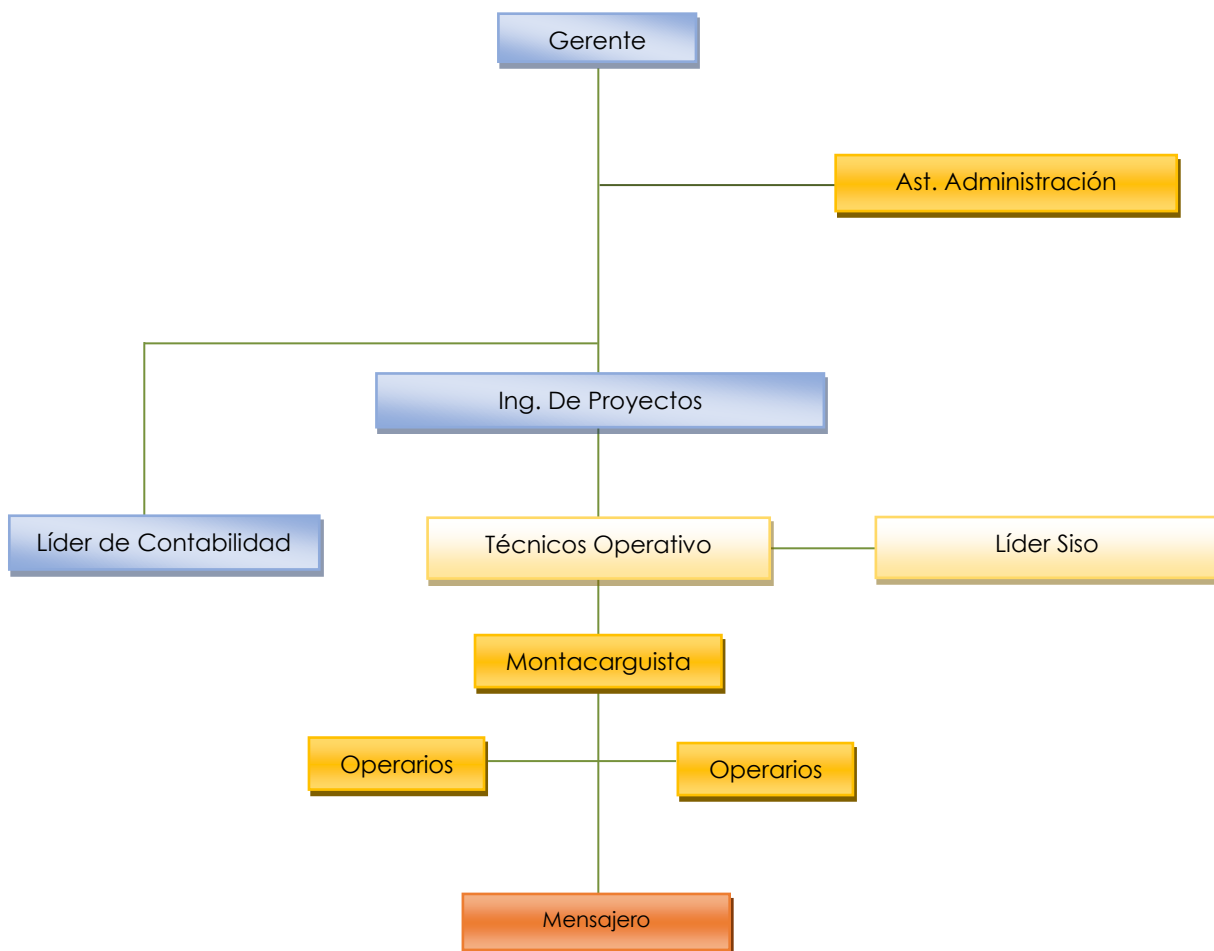 Gerente
Ast. Administración
Ing. De Proyectos
Líder de Contabilidad
Técnicos Operativo
Líder Siso
Montacarguista
Operarios
Operarios
Mensajero